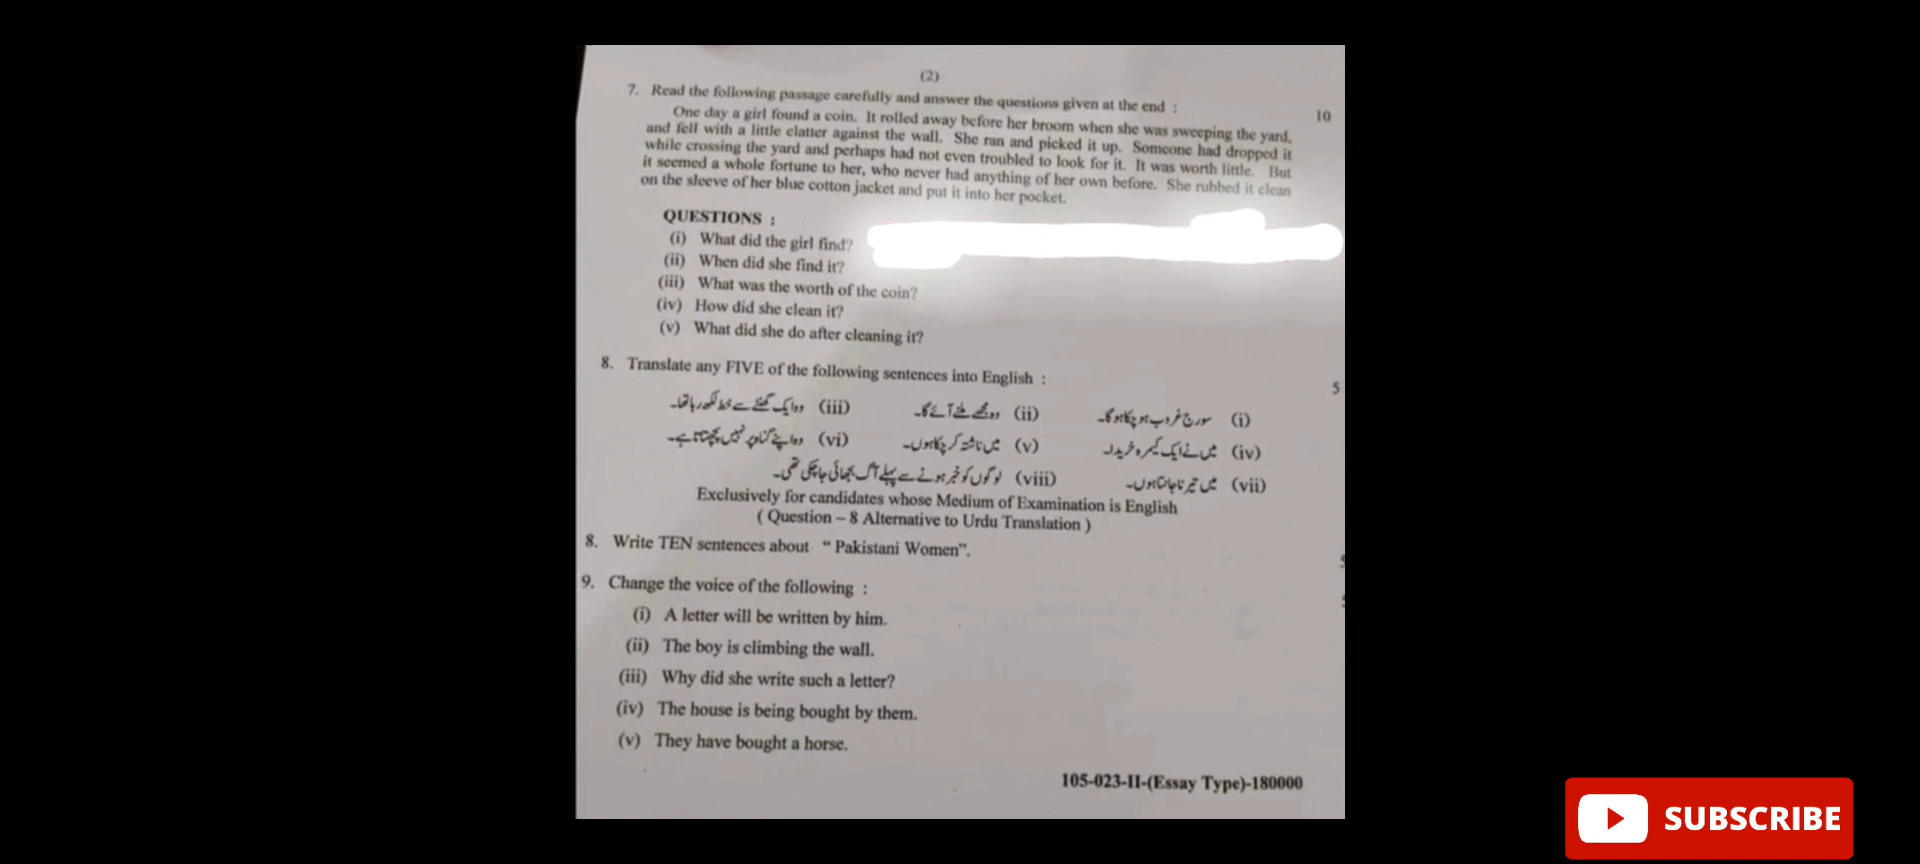 (2)
7. Read the following passage carefully and answer the questions given at the end : 10
One day a girl found a coin. It rolled away before her broom when she was sweeping the yard,
and fell with a little clatter against the wall. She ran and picked it up. Someone had dropped it
while crossing the yard and perhaps had not even troubled to look for it. It was worth little. But
it seemed a whole fortune to her, who never had anything of her own before. She rubbed it clean
on the sleeve of her blue cotton jacket and put it into her pocket.
QUESTIONS :
(i) What did the girl find?
(ii) When did she find it?
(iii) What was the worth of the coin?
(iv) How did she clean it?
(v) What did she do after cleaning it?
8. Translate any FIVE of the following sentences into English : 5
(i) سورج غروب ہو چکا ہو گا۔ (ii) وہ مجھے ملنے آئے گا۔ (iii) وہ ایک گھنٹے سے خط لکھ رہا تھا۔
(iv) میں نے ایک کیمرہ خریدا۔ (v) میں ناشتہ کر چکا ہوں۔ (vi) وہ اپنے گناہ پر نہیں پچھتاتا ہے۔
(vii) میں تیرنا جانتا ہوں۔ (viii) لوگوں کو خبر ہونے سے پہلے آگ بجھائی جا چکی تھی۔
Exclusively for candidates whose Medium of Examination is English
( Question – 8 Alternative to Urdu Translation )
8. Write TEN sentences about “ Pakistani Women”. 5
9. Change the voice of the following :
(i) A letter will be written by him.
(ii) The boy is climbing the wall.
(iii) Why did she write such a letter?
(iv) The house is being bought by them.
(v) They have bought a horse.
105-023-II-(Essay Type)-180000
SUBSCRIBE